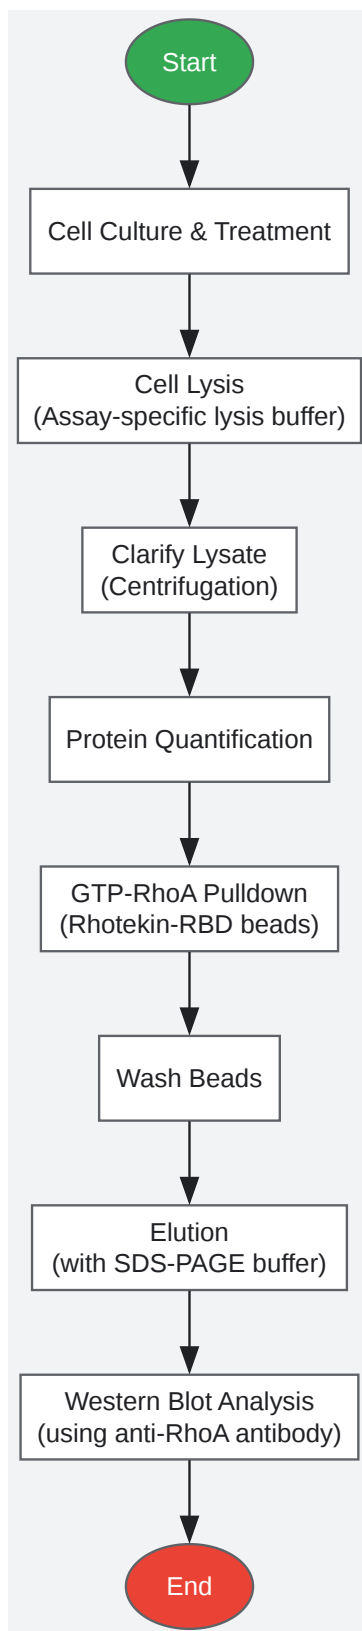 Start
Cell Culture & Treatment
Cell Lysis
(Assay-specific lysis buffer)
Clarify Lysate
(Centrifugation)
Protein Quantification
GTP-RhoA Pulldown
(Rhotekin-RBD beads)
Wash Beads
Elution
(with SDS-PAGE buffer)
Western Blot Analysis
(using anti-RhoA antibody)
End